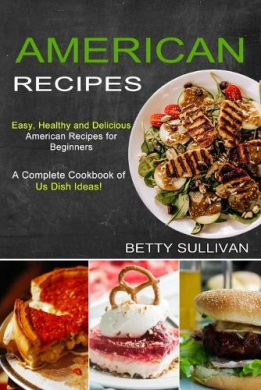 AMERICAN
RECIPES
Easy, Healthy and Delicious
American Recipes for
Beginners
A Complete Cookbook of
Us Dish Ideas!
BETTY SULLIVAN